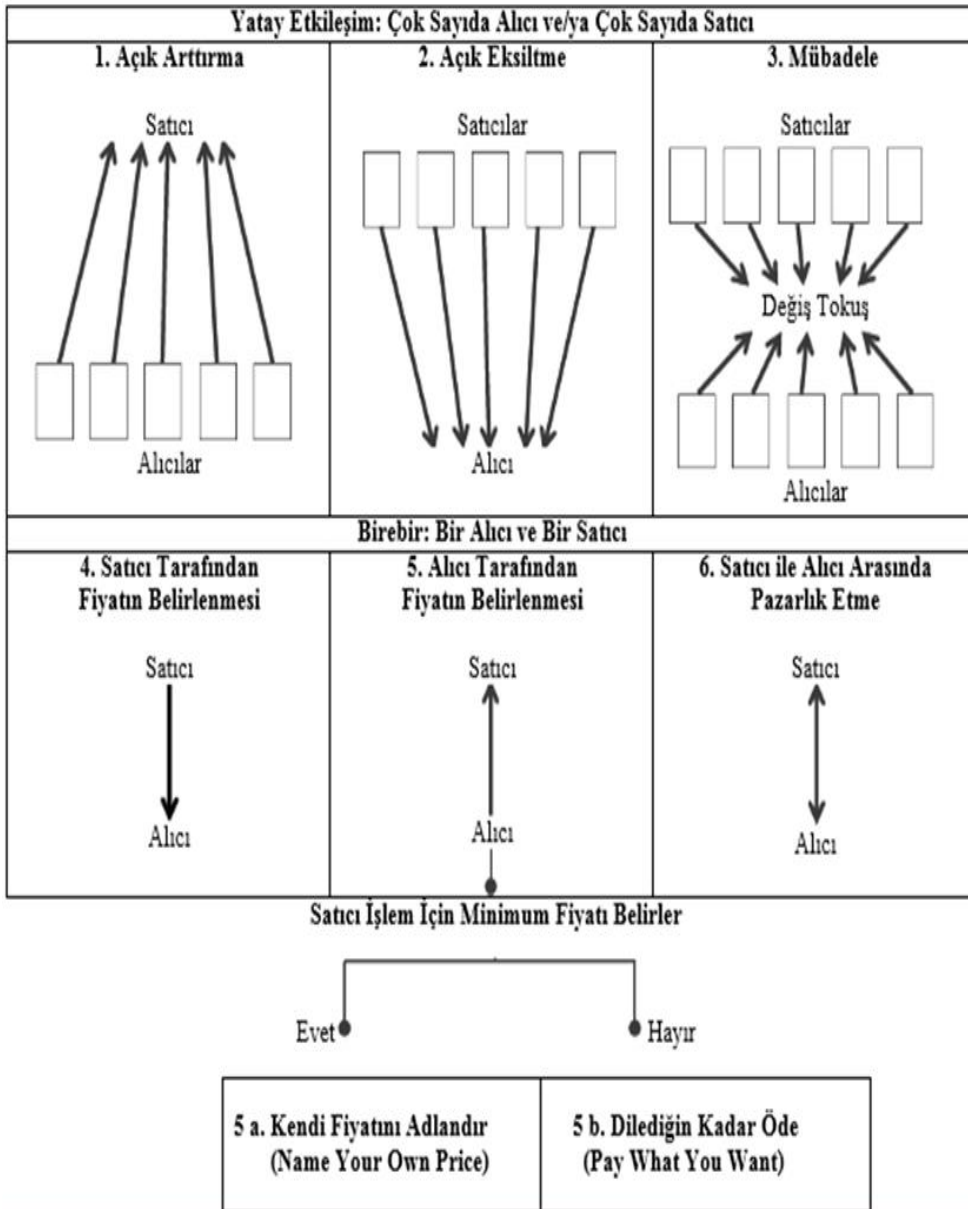 Yatay Etkileşim: Çok Sayıda Alıcı ve/ya Çok Sayıda Satıcı
1. Açık Arttırma
Satıcı
Alıcılar
2. Açık Eksiltme
Satıcılar
Alıcı
3. Mübadele
Satıcılar
Değiş Tokuş
Alıcılar
Birebir: Bir Alıcı ve Bir Satıcı
4. Satıcı Tarafından
Fiyatın Belirlenmesi
Satıcı
Alıcı
5. Alıcı Tarafından
Fiyatın Belirlenmesi
Satıcı
Alıcı
6. Satıcı ile Alıcı Arasında
Pazarlık Etme
Satıcı
Alıcı
Satıcı İşlem İçin Minimum Fiyatı Belirler
Evet
Hayır
5 a. Kendi Fiyatını Adlandır
(Name Your Own Price)
5 b. Dilediğin Kadar Öde
(Pay What You Want)